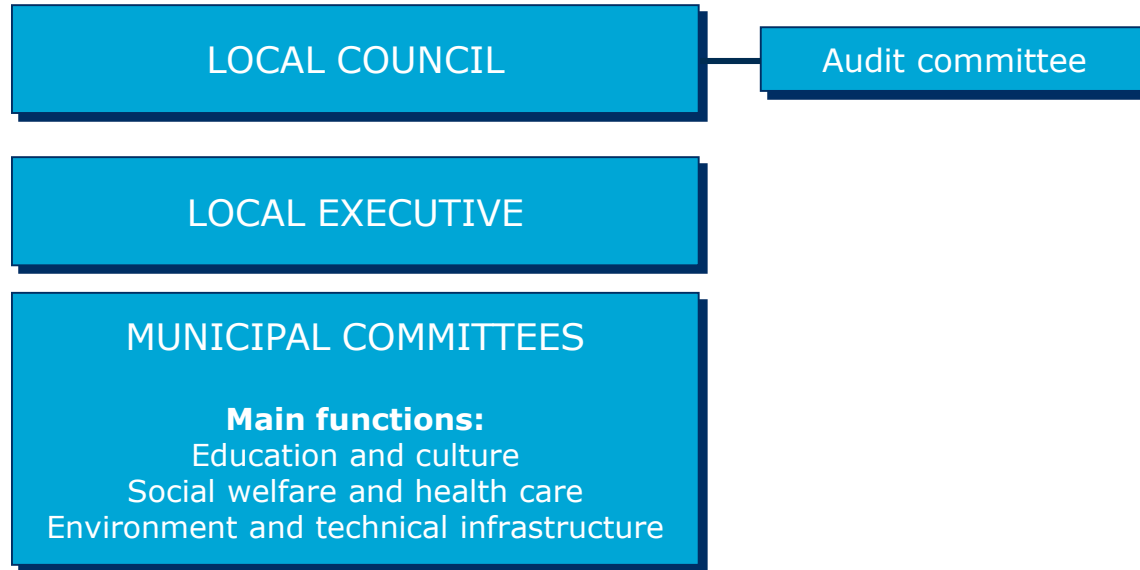 LOCAL COUNCIL
Audit committee
LOCAL EXECUTIVE
MUNICIPAL COMMITTEES
Main functions:
Education and culture
Social welfare and health care
Environment and technical infrastructure